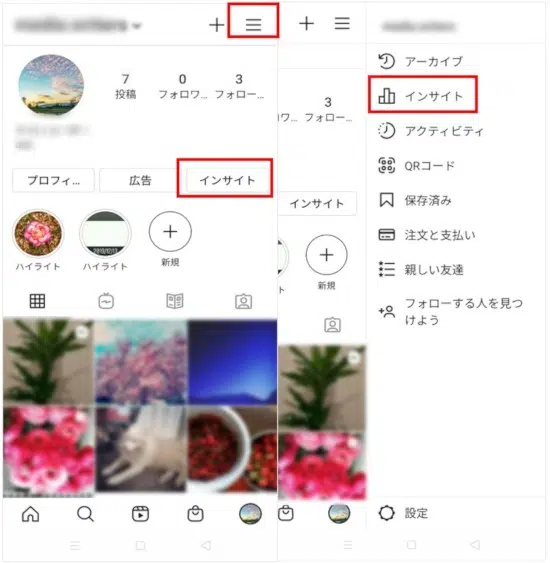 7
0
3
投稿
フォロワ...
フォロー...
プロフィ...
広告
インサイト
ハイライト
ハイライト
新規
3
ワ...
フォロー...
インサイト
ト
新規
アーカイブ
インサイト
アクティビティ
QRコード
保存済み
注文と支払い
親しい友達
フォローする人を見つ
けよう
設定